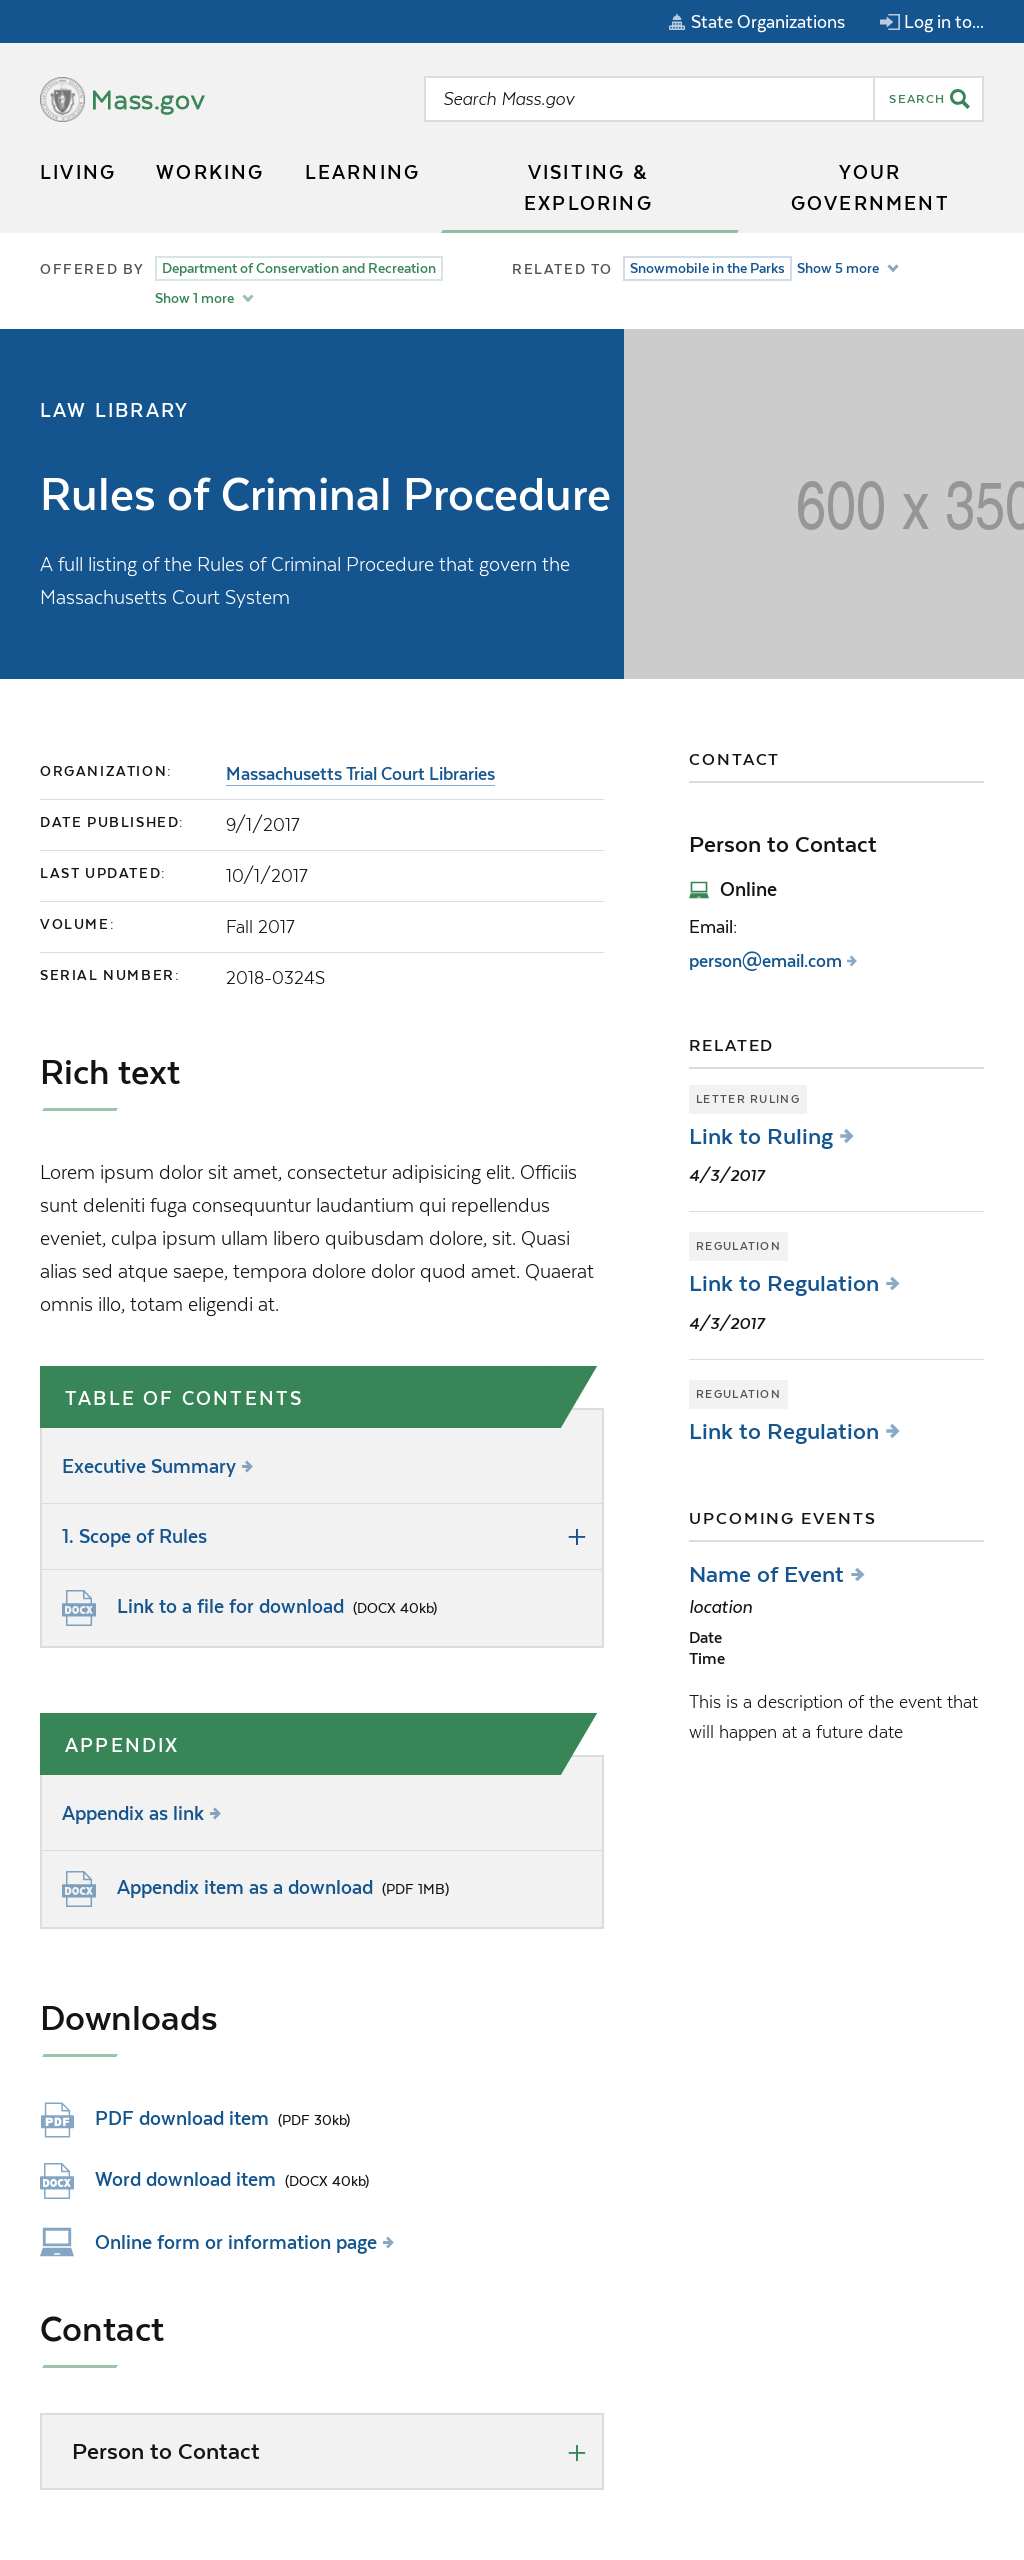 State Organizations
Log in to...
Mass.gov
Search Mass.gov
SEARCH
LIVING
WORKING
LEARNING
VISITING &
EXPLORING
YOUR
GOVERNMENT
OFFERED BY
Department of Conservation and Recreation
Show 1 more
RELATED TO
Snowmobile in the Parks
Show 5 more
LAW LIBRARY
Rules of Criminal Procedure
A full listing of the Rules of Criminal Procedure that govern the
Massachusetts Court System
600 x 350
ORGANIZATION:
Massachusetts Trial Court Libraries
DATE PUBLISHED:
9/1/2017
LAST UPDATED:
10/1/2017
VOLUME:
Fall 2017
SERIAL NUMBER:
2018-0324S
Rich text
Lorem ipsum dolor sit amet, consectetur adipisicing elit. Officiis
sunt deleniti fuga consequuntur laudantium qui repellendus
eveniet, culpa ipsum ullam libero quibusdam dolore, sit. Quasi
alias sed atque saepe, tempora dolore dolor quod amet. Quaerat
omnis illo, totam eligendi at.
TABLE OF CONTENTS
Executive Summary
1. Scope of Rules
DOCX
Link to a file for download (DOCX 40kb)
APPENDIX
Appendix as link
DOCX
Appendix item as a download (PDF 1MB)
Downloads
PDF
PDF download item (PDF 30kb)
DOCX
Word download item (DOCX 40kb)
Online form or information page
Contact
Person to Contact
CONTACT
Person to Contact
Online
Email:
person@email.com
RELATED
LETTER RULING
Link to Ruling
4/3/2017
REGULATION
Link to Regulation
4/3/2017
REGULATION
Link to Regulation
UPCOMING EVENTS
Name of Event
location
Date
Time
This is a description of the event that
will happen at a future date